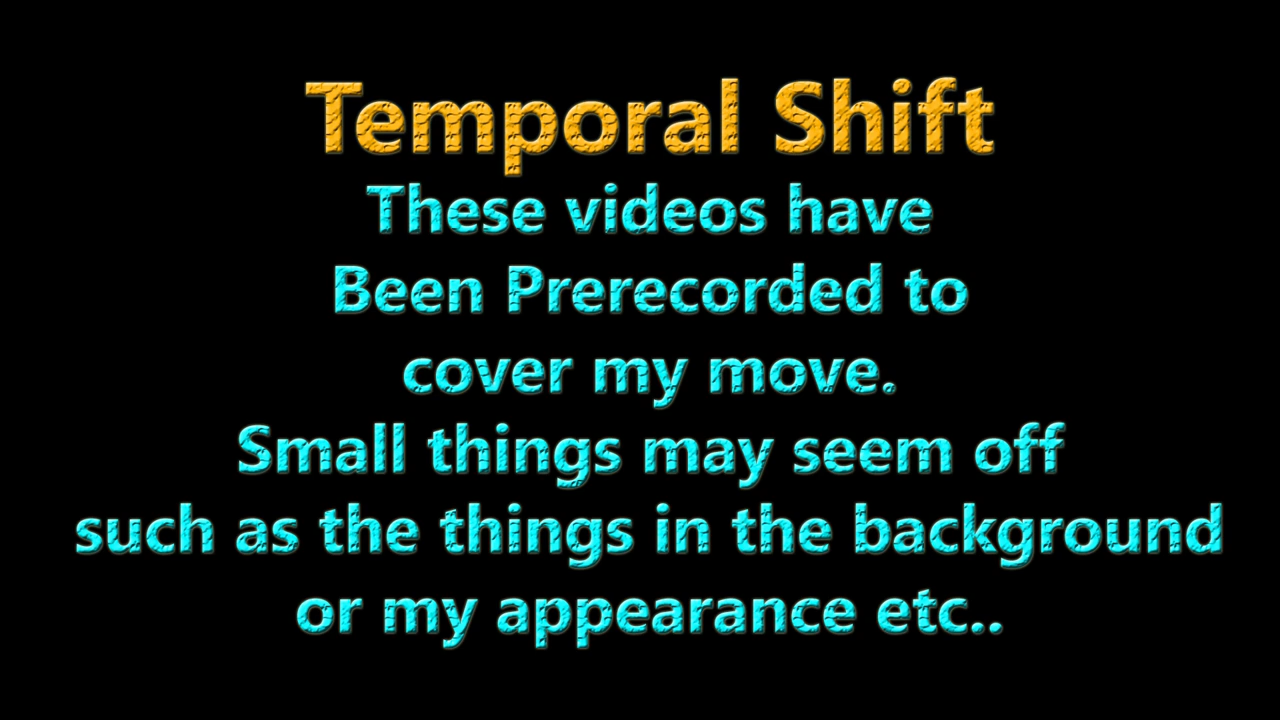 Temporal Shift
These videos have
Been Prerecorded to
cover my move.
Small things may seem off
such as the things in the background
or my appearance etc..